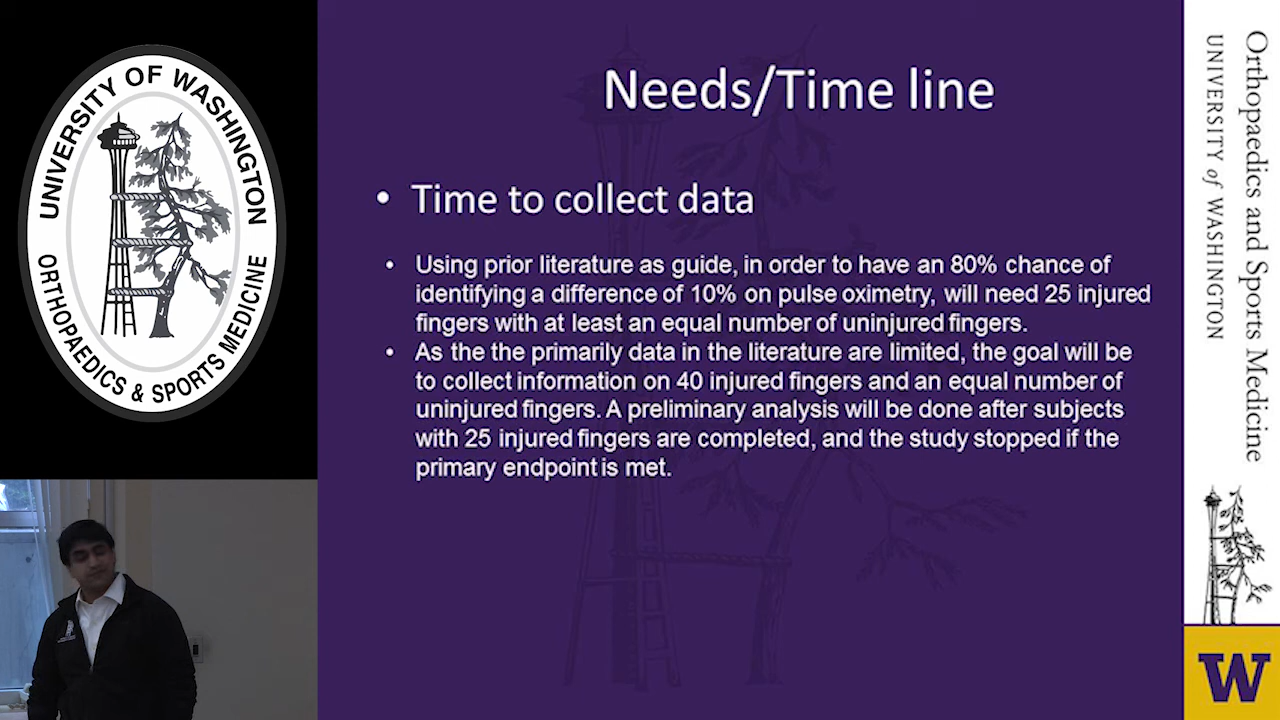 UNIVERSITY OF WASHINGTON
ORTHOPAEDICS & SPORTS MEDICINE
Needs/Time line
• Time to collect data
• Using prior literature as guide, in order to have an 80% chance of
identifying a difference of 10% on pulse oximetry, will need 25 injured
fingers with at least an equal number of uninjured fingers.
• As the the primarily data in the literature are limited, the goal will be
to collect information on 40 injured fingers and an equal number of
uninjured fingers. A preliminary analysis will be done after subjects
with 25 injured fingers are completed, and the study stopped if the
primary endpoint is met.
Orthopaedics and Sports Medicine
UNIVERSITY of WASHINGTON
W